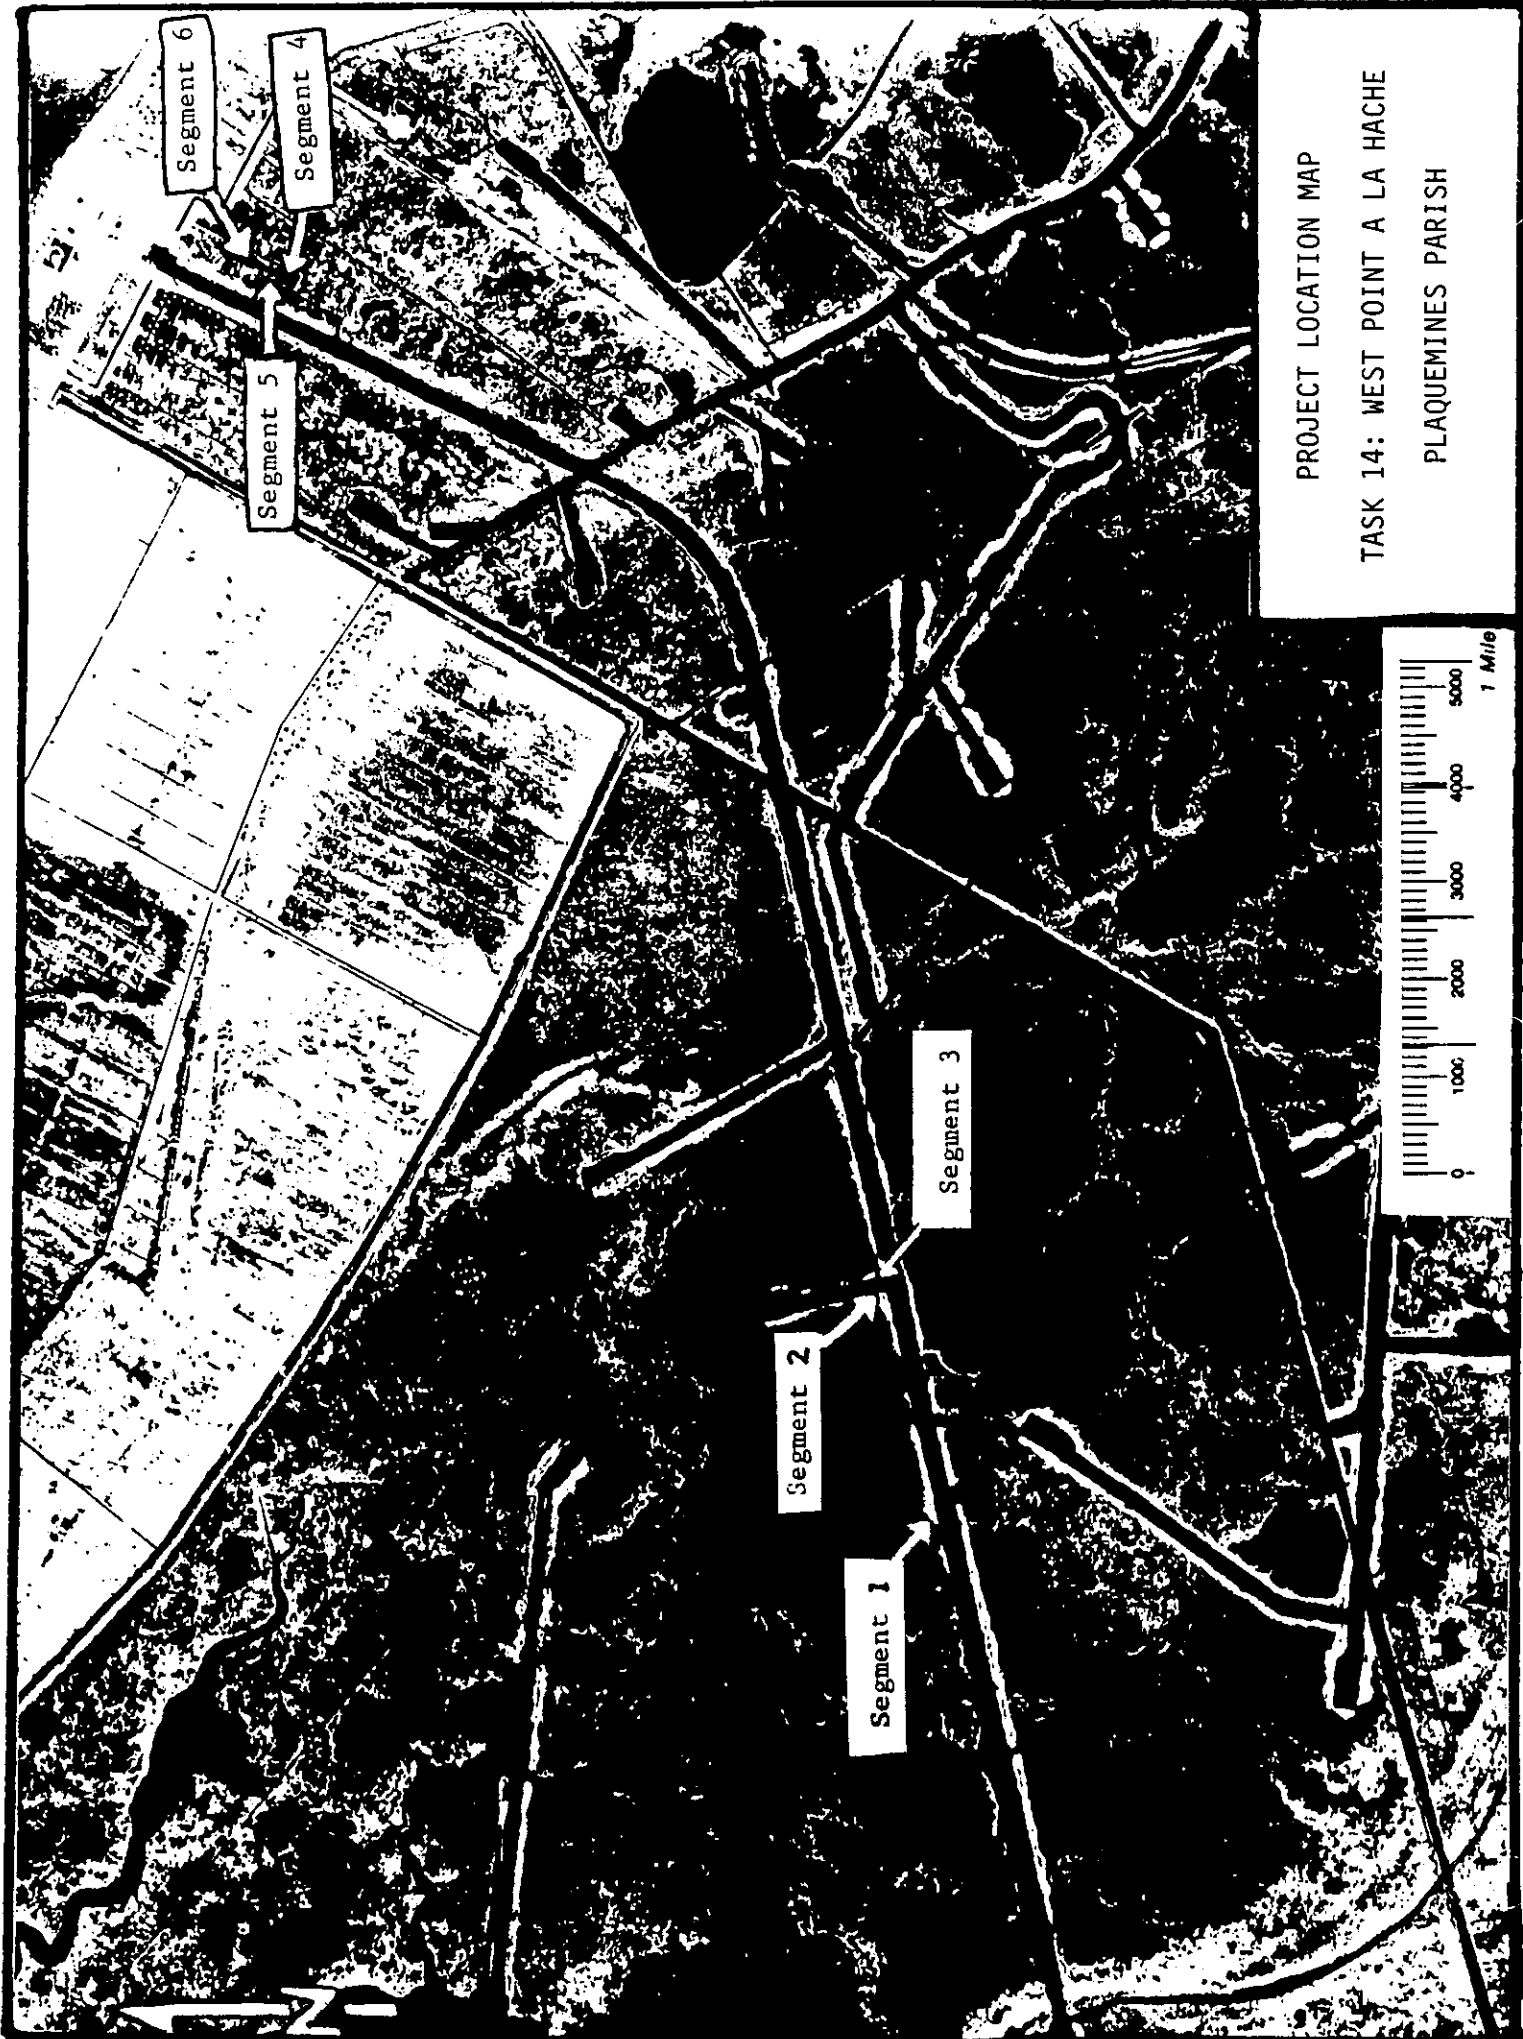 Segment 6
Segment 4
Segment 5
Segment 3
Segment 2
Segment 1
N
PROJECT LOCATION MAP
TASK 14: WEST POINT A LA HACHE
PLAQUEMINES PARISH
0 1000 2000 3000 4000 5000
1 Mile